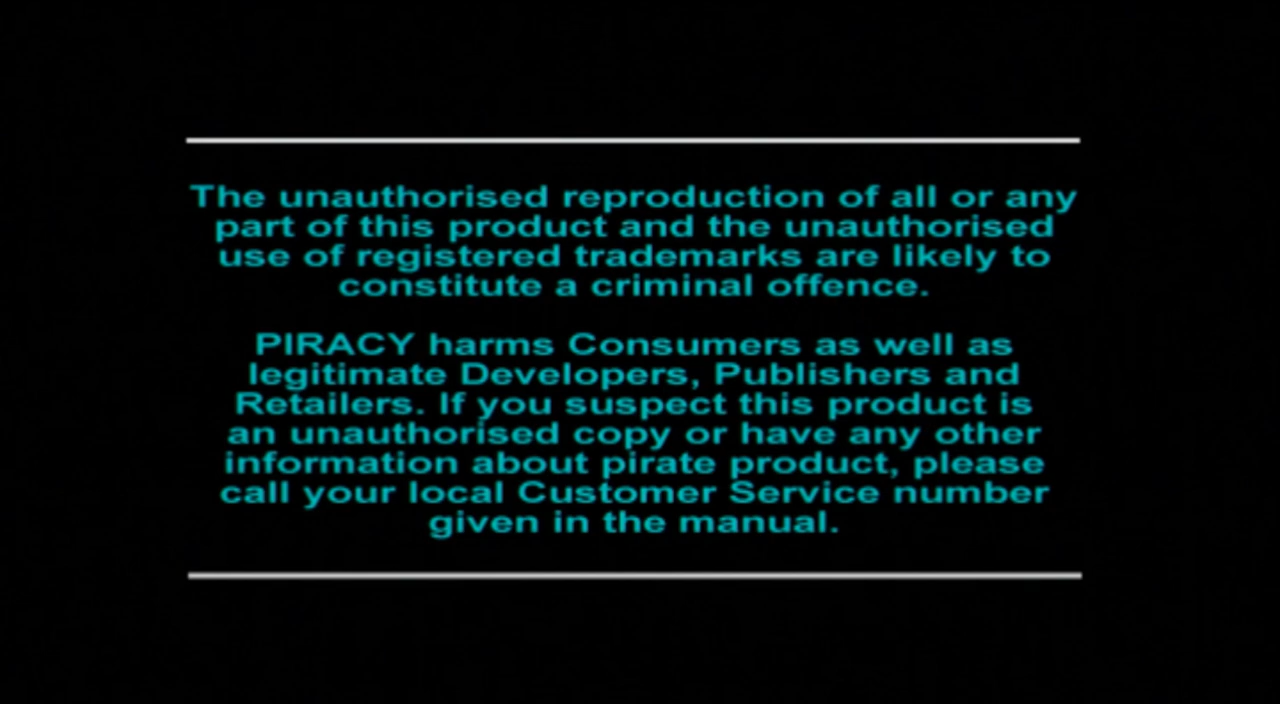 The unauthorised reproduction of all or any
part of this product and the unauthorised
use of registered trademarks are likely to
constitute a criminal offence.
PIRACY harms Consumers as well as
legitimate Developers, Publishers and
Retailers. If you suspect this product is
an unauthorised copy or have any other
information about pirate product, please
call your local Customer Service number
given in the manual.